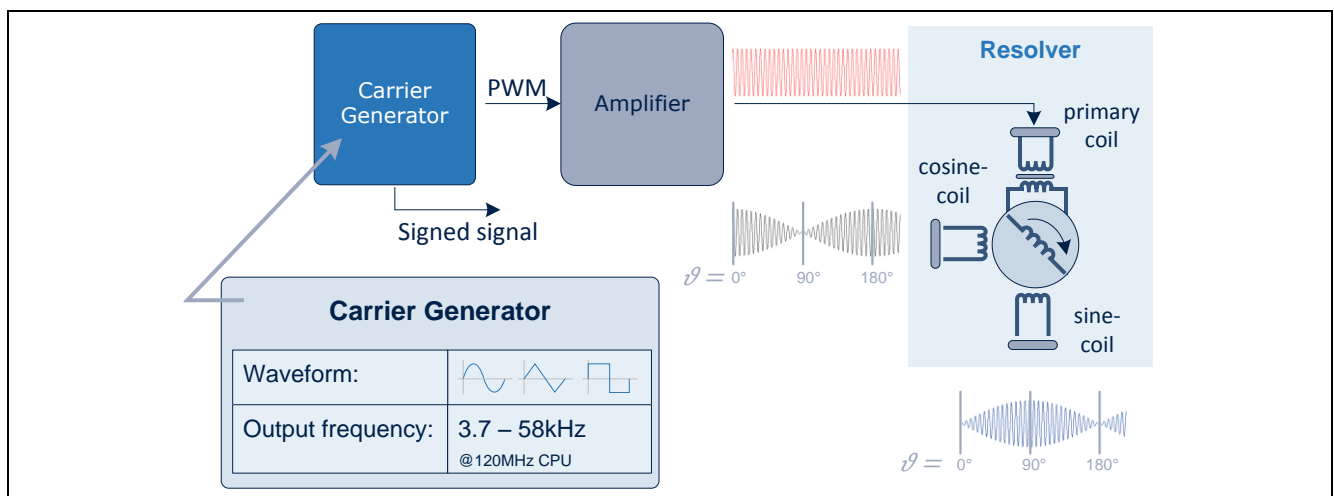 Carrier
Generator
PWM
Amplifier
Resolver
primary
coil
cosine-
coil
Signed signal
𝜗 = 0° 90° 180°
sine-
coil
Carrier Generator
Waveform:
Output frequency: 3.7 – 58kHz
@120MHz CPU
𝜗 = 0° 90° 180°